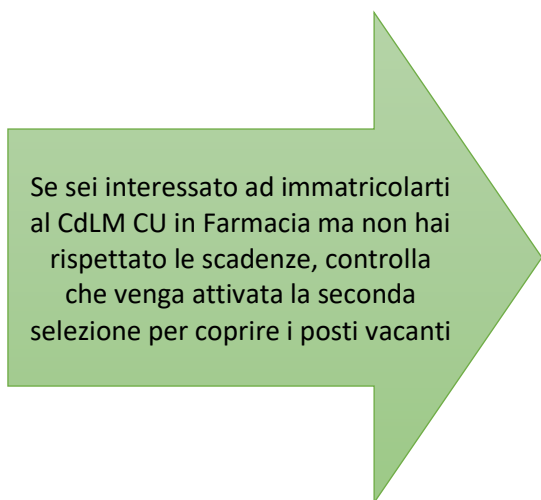 Se sei interessato ad immatricolarti
al CdLM CU in Farmacia ma non hai
rispettato le scadenze, controlla
che venga attivata la seconda
selezione per coprire i posti vacanti